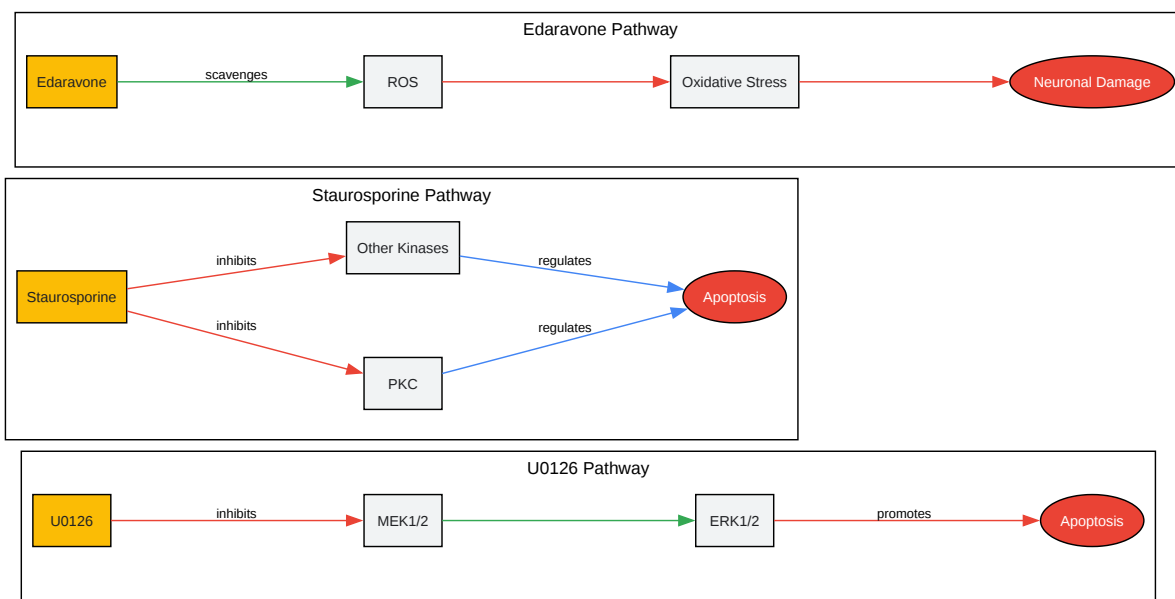 Edaravone Pathway
Edaravone
scavenges
ROS
Oxidative Stress
Neuronal Damage
Staurosporine Pathway
Staurosporine
inhibits
Other Kinases
regulates
Apoptosis
inhibits
PKC
regulates
U0126 Pathway
U0126
inhibits
MEK1/2
ERK1/2
promotes
Apoptosis